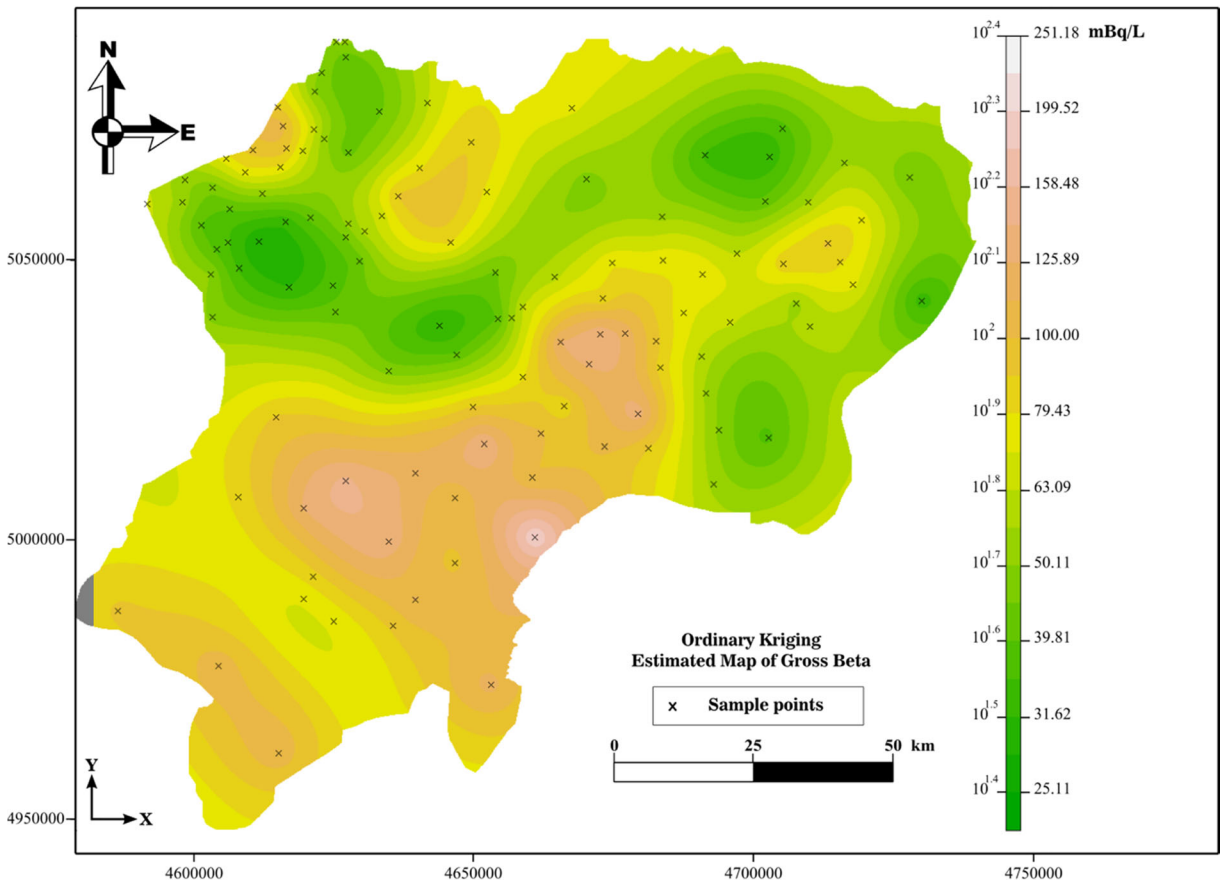 N
E
10^2.4 251.18 mBq/L
10^2.3 199.52
10^2.2 158.48
10^2.1 125.89
10^2 100.00
10^1.9 79.43
10^1.8 63.09
10^1.7 50.11
10^1.6 39.81
10^1.5 31.62
10^1.4 25.11
5050000
5000000
4950000
Ordinary Kriging
Estimated Map of Gross Beta
x Sample points
0 25 50 km
Y
X
4600000 4650000 4700000 4750000